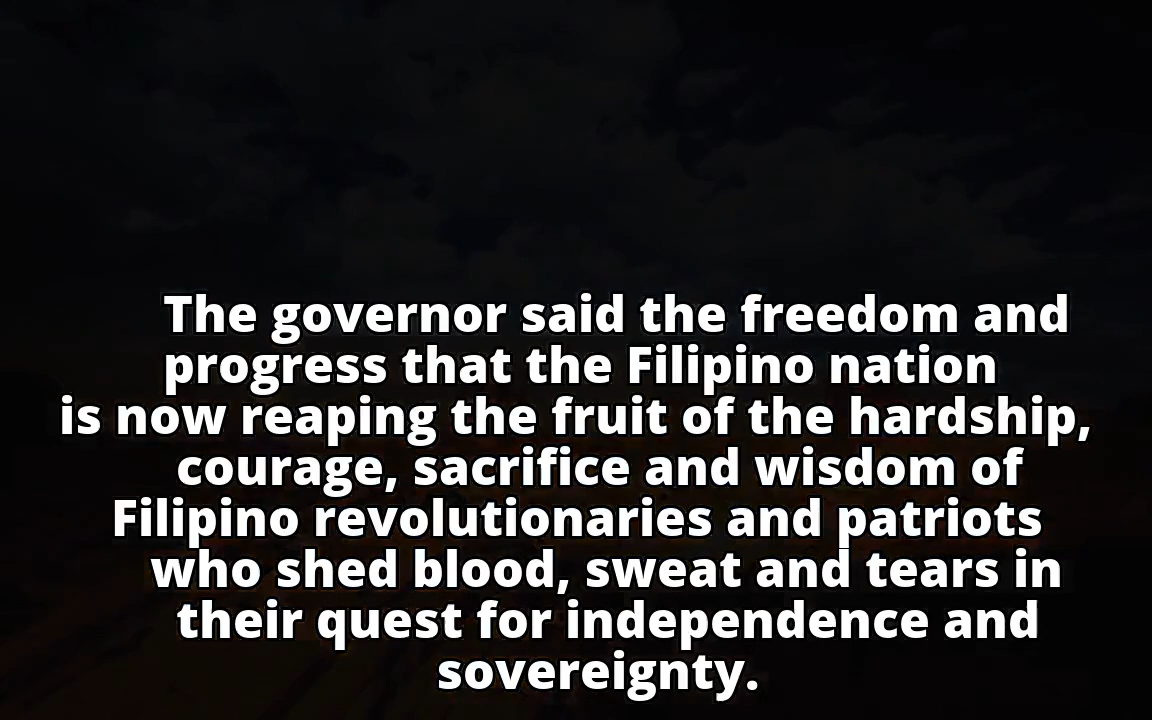 The governor said the freedom and
progress that the Filipino nation
is now reaping the fruit of the hardship,
courage, sacrifice and wisdom of
Filipino revolutionaries and patriots
who shed blood, sweat and tears in
their quest for independence and
sovereignty.